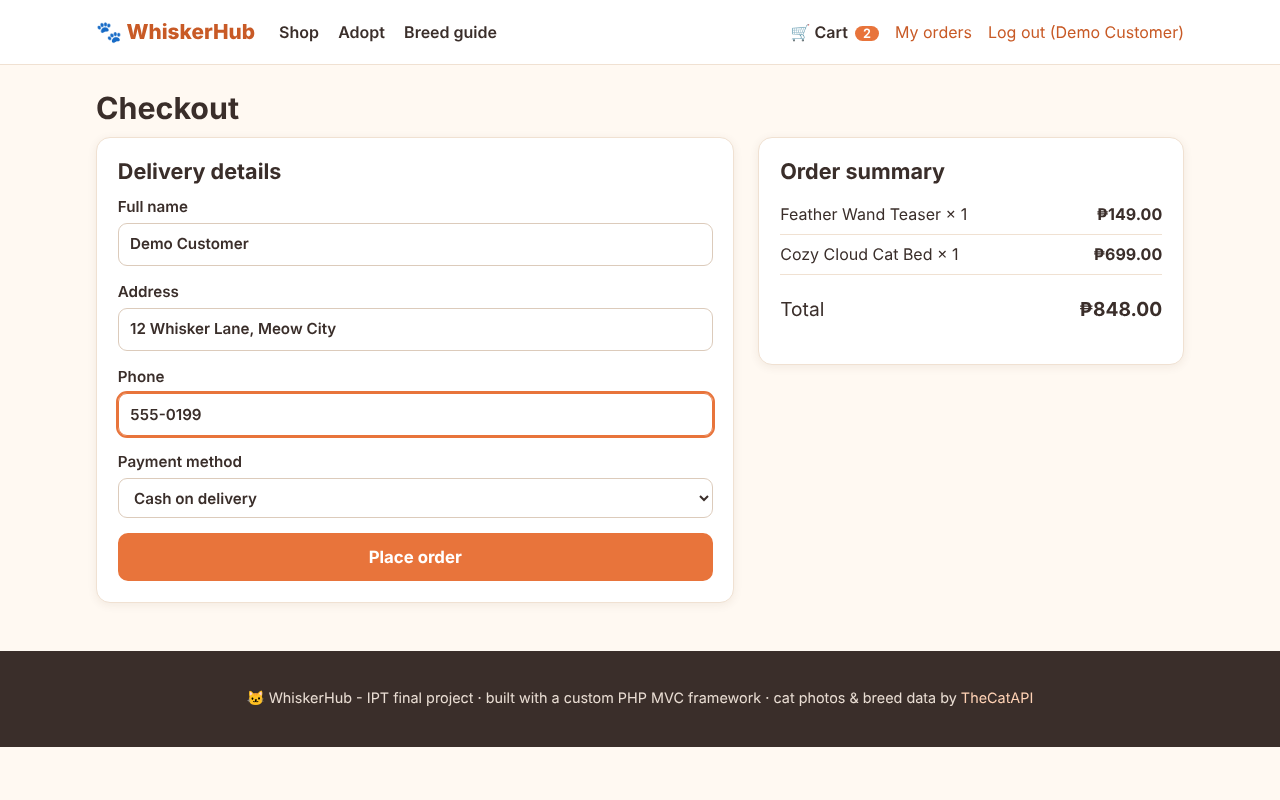 🐾 WhiskerHub Shop Adopt Breed guide 🛒 Cart 2 My orders Log out (Demo Customer)
Checkout
Delivery details
Full name
Demo Customer
Address
12 Whisker Lane, Meow City
Phone
555-0199
Payment method
Cash on delivery
Place order
Order summary
Feather Wand Teaser × 1 ₱149.00
Cozy Cloud Cat Bed × 1 ₱699.00
Total ₱848.00
🐱 WhiskerHub - IPT final project · built with a custom PHP MVC framework · cat photos & breed data by TheCatAPI